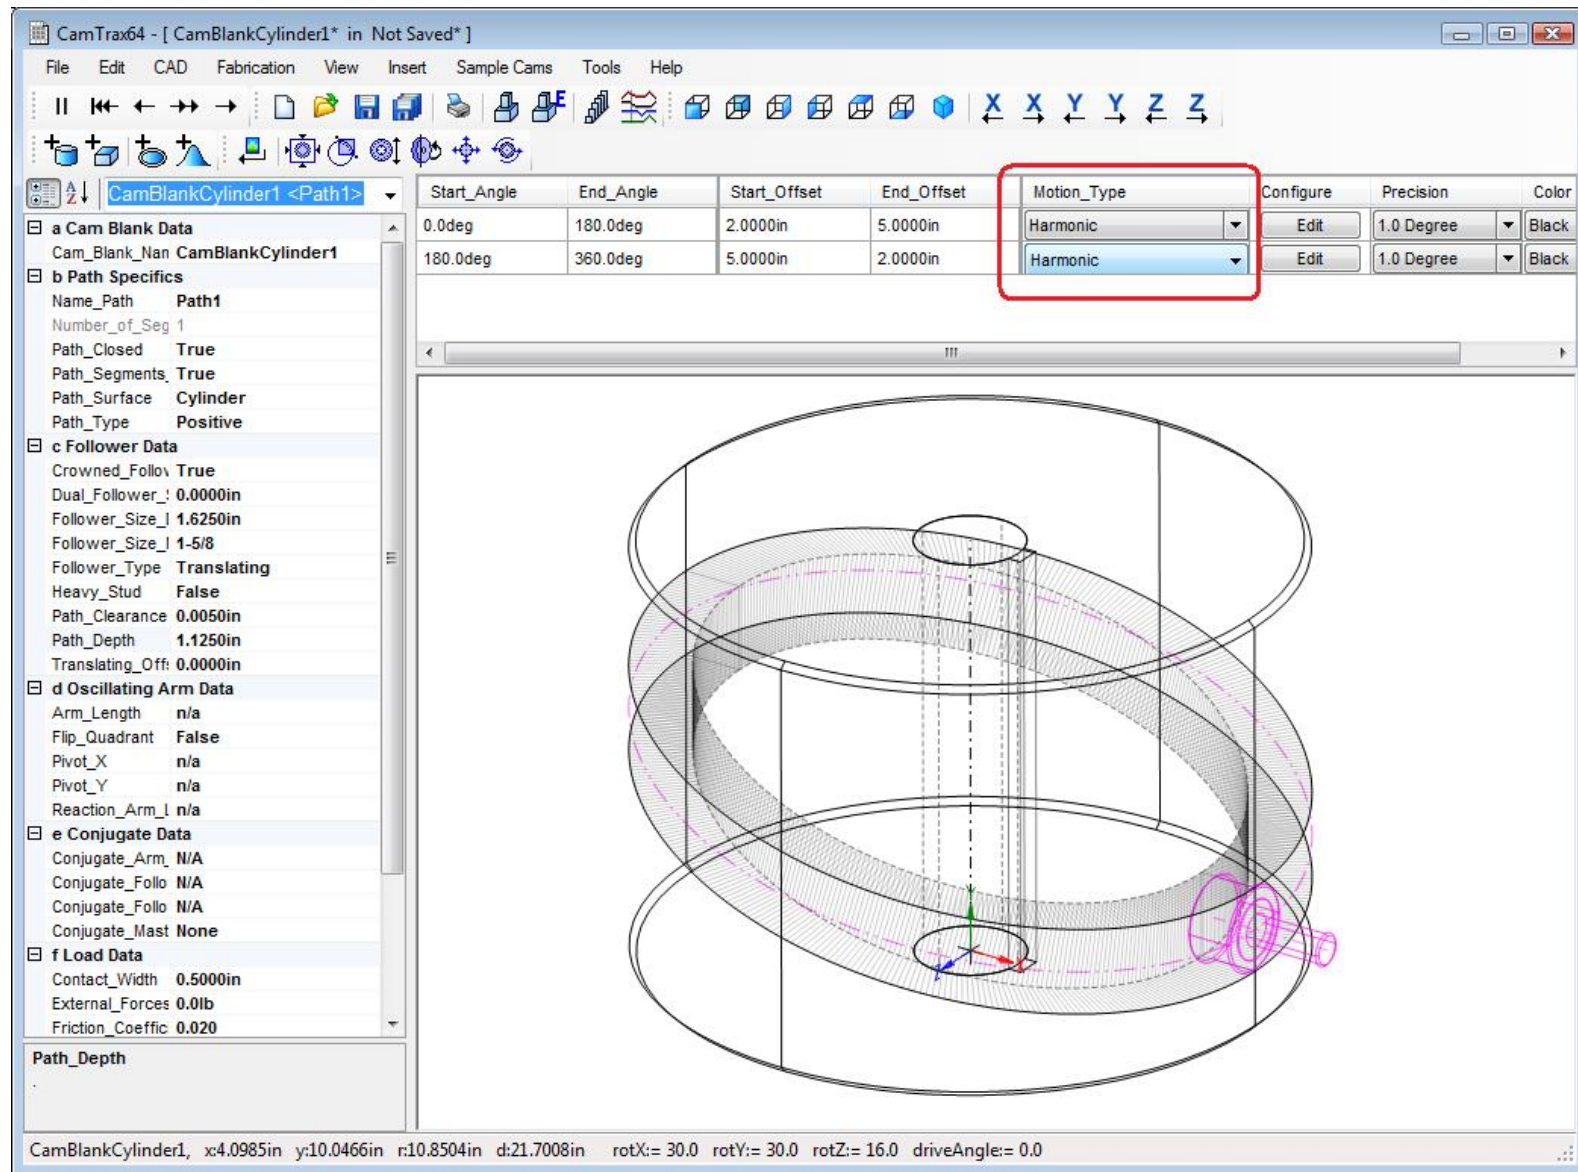 CamTrax64 - [ CamBlankCylinder1* in Not Saved* ]
File Edit CAD Fabrication View Insert Sample Cams Tools Help
E X X Y Y Z Z
CamBlankCylinder1 <Path1>
Start_Angle End_Angle Start_Offset End_Offset Motion_Type Configure Precision Color
0.0deg 180.0deg 2.0000in 5.0000in Harmonic Edit 1.0 Degree Black
180.0deg 360.0deg 5.0000in 2.0000in Harmonic Edit 1.0 Degree Black
a Cam Blank Data
Cam_Blank_Nan CamBlankCylinder1
b Path Specifics
Name_Path Path1
Number_of_Seg 1
Path_Closed True
Path_Segments_ True
Path_Surface Cylinder
Path_Type Positive
c Follower Data
Crowned_Follov True
Dual_Follower_ 0.0000in
Follower_Size_ 1.6250in
Follower_Size_ 1-5/8
Follower_Type Translating
Heavy_Stud False
Path_Clearance 0.0050in
Path_Depth 1.1250in
Translating_Off 0.0000in
d Oscillating Arm Data
Arm_Length n/a
Flip_Quadrant False
Pivot_X n/a
Pivot_Y n/a
Reaction_Arm_L n/a
e Conjugate Data
Conjugate_Arm_ N/A
Conjugate_Follo N/A
Conjugate_Follo N/A
Conjugate_Mast None
f Load Data
Contact_Width 0.5000in
External_Forces 0.0lb
Friction_Coeffic 0.020
Path_Depth
.
CamBlankCylinder1, x:4.0985in y:10.0466in r:10.8504in d:21.7008in rotX:= 30.0 rotY:= 30.0 rotZ:= 16.0 driveAngle:= 0.0